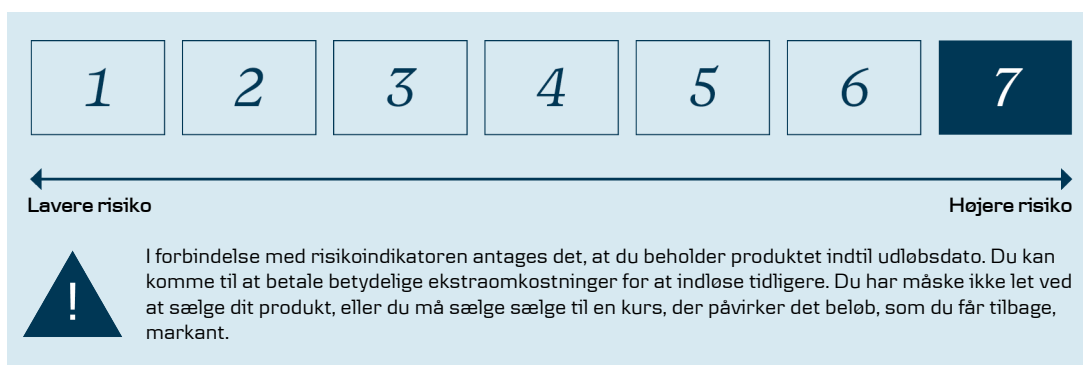 1 2 3 4 5 6 7
Lavere risiko Højere risiko
I forbindelse med risikoindikatoren antages det, at du beholder produktet indtil udløbsdato. Du kan
komme til at betale betydelige ekstraomkostninger for at indløse tidligere. Du har måske ikke let ved
at sælge dit produkt, eller du må sælge sælge til en kurs, der påvirker det beløb, som du får tilbage,
markant.
!